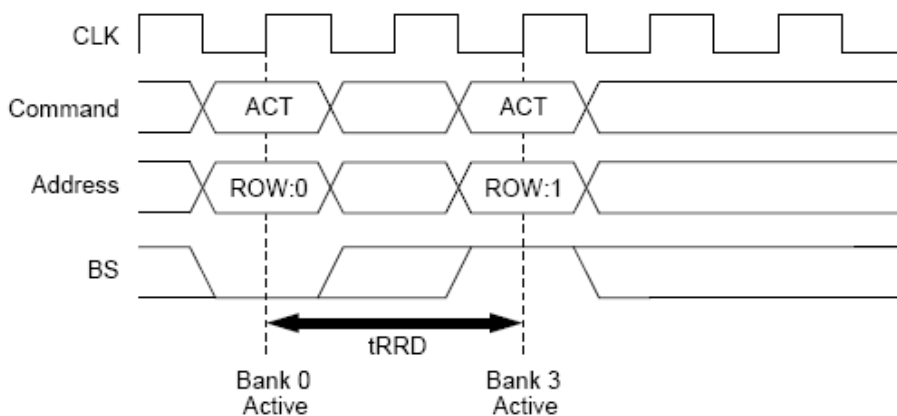 CLK
Command
ACT
ACT
Address
ROW:0
ROW:1
BS
tRRD
Bank 0
Active
Bank 3
Active